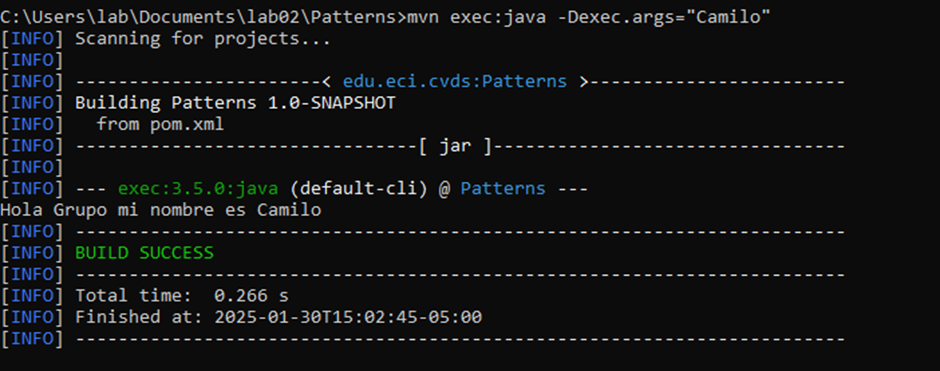 C:\Users\lab\Documents\lab02\Patterns>mvn exec:java -Dexec.args="Camilo"
[INFO] Scanning for projects...
[INFO]
[INFO] -----------------------< edu.eci.cvds:Patterns >------------------------
[INFO] Building Patterns 1.0-SNAPSHOT
[INFO]   from pom.xml
[INFO] --------------------------------[ jar ]---------------------------------
[INFO]
[INFO] --- exec:3.5.0:java (default-cli) @ Patterns ---
Hola Grupo mi nombre es Camilo
[INFO] ------------------------------------------------------------------------
[INFO] BUILD SUCCESS
[INFO] ------------------------------------------------------------------------
[INFO] Total time:  0.266 s
[INFO] Finished at: 2025-01-30T15:02:45-05:00
[INFO] ------------------------------------------------------------------------